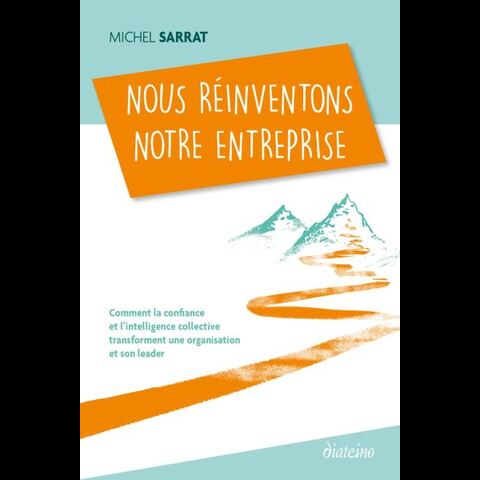 MICHEL SARRAT
NOUS RÉINVENTONS
NOTRE ENTREPRISE
Comment la confiance
et l'intelligence collective
transforment une organisation
et son leader
diateino